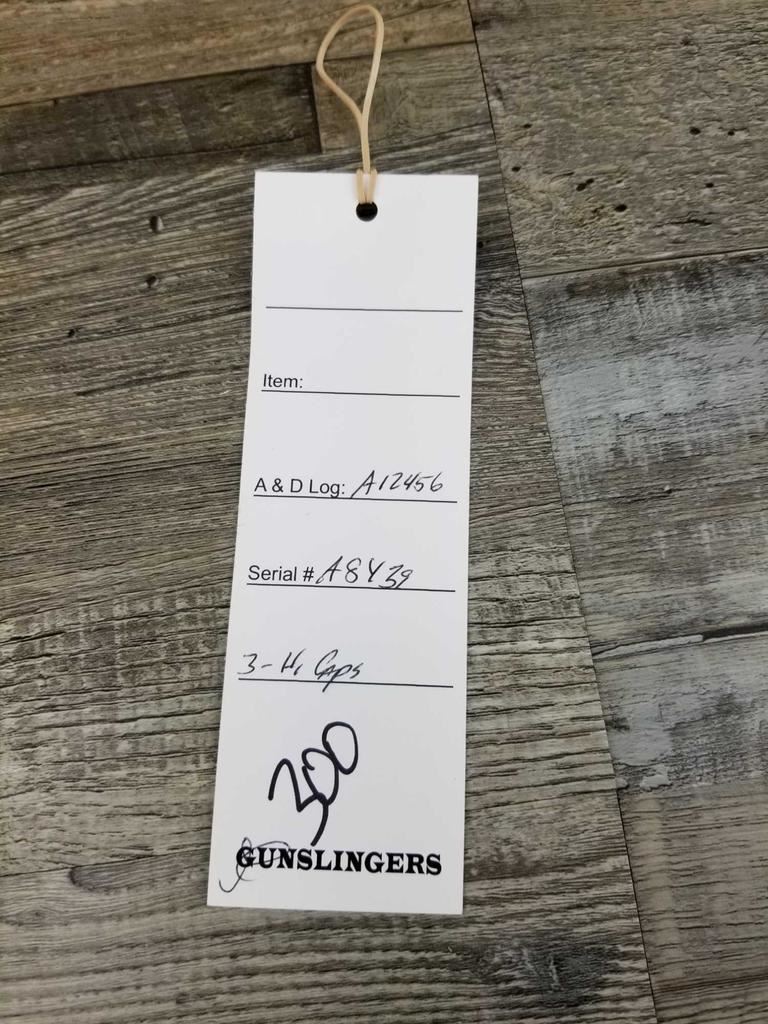 Item:
A & D Log: A12456
Serial # A8439
3-Hi Caps
300
GUNSLINGERS